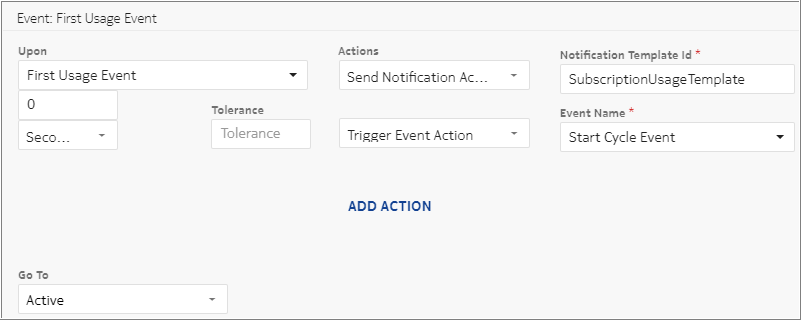 Event: First Usage Event
Upon
Actions
Notification Template Id *
First Usage Event
Send Notification Ac...
SubscriptionUsageTemplate
0
Tolerance
Event Name *
Seco...
Tolerance
Trigger Event Action
Start Cycle Event
ADD ACTION
Go To
Active